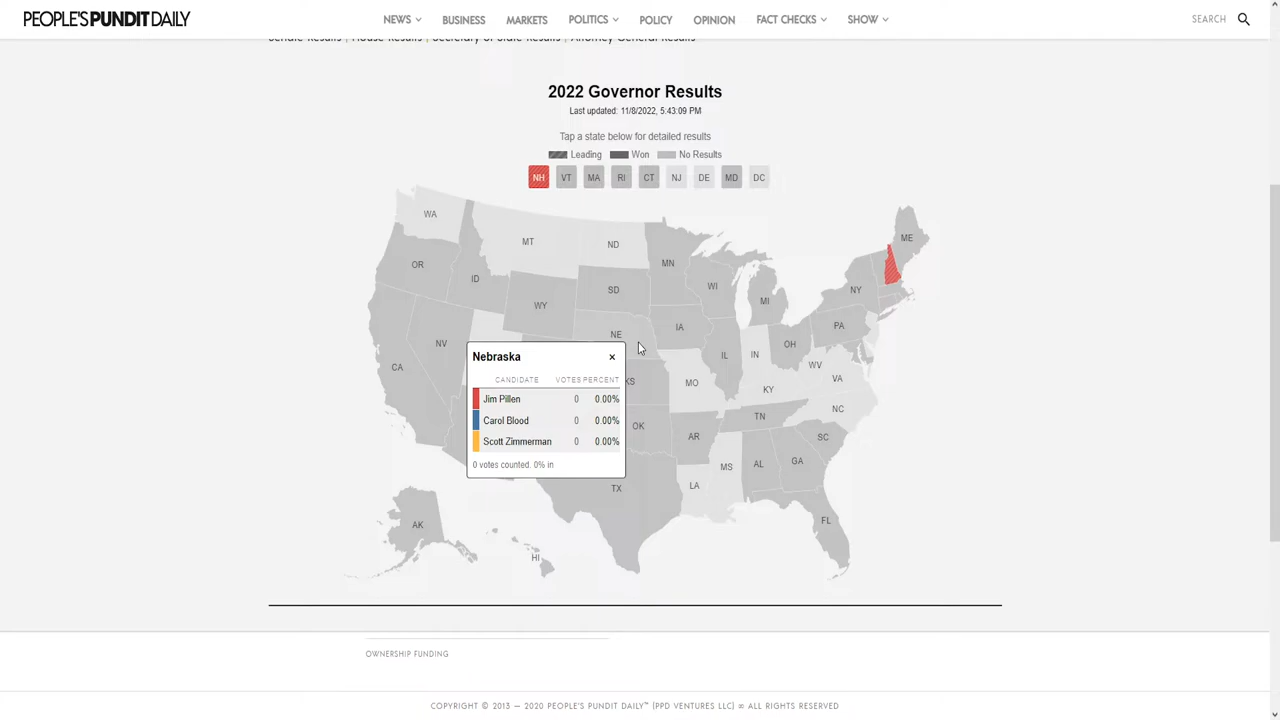 PEOPLE'S PUNDIT DAILY
NEWS BUSINESS MARKETS POLITICS POLICY OPINION FACT CHECKS SHOW SEARCH
Senate Results | House Results | Secretary of State Results | Attorney General Results
2022 Governor Results
Last updated: 11/8/2022, 5:43:09 PM
Tap a state below for detailed results
Leading Won No Results
NH VT MA RI CT NJ DE MD DC
WA
MT ND
ME
OR
MN
ID
SD
WI
NY
WY
MI
IA
PA
NE
NV
OH
IL IN
Nebraska ×
CA
WV
VA
CANDIDATE VOTES PERCENT
KS
MO
KY
Jim Pillen 0 0.00%
NC
TN
Carol Blood 0 0.00%
OK
AR
SC
Scott Zimmerman 0 0.00%
0 votes counted. 0% in
MS
AL
GA
TX
LA
AK
FL
HI
OWNERSHIP FUNDING
COPYRIGHT © 2013 — 2020 PEOPLE'S PUNDIT DAILY™ (PPD VENTURES LLC) ∞ ALL RIGHTS RESERVED